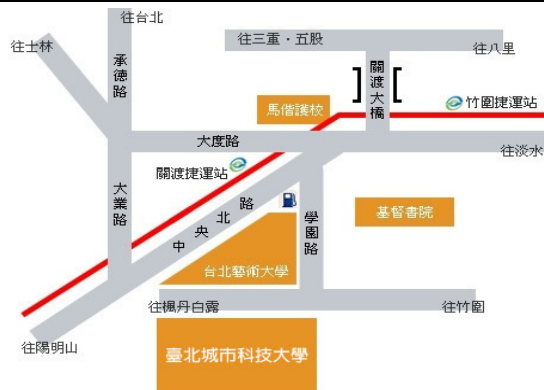 往台北
往士林
承德路
往三重・五股
往八里
關渡大橋
竹圍捷運站
馬偕護校
大度路
往淡水
關渡捷運站
大業路
中央北路
學園路
基督書院
台北藝術大學
往楓丹白露
往竹圍
往陽明山
臺北城市科技大學